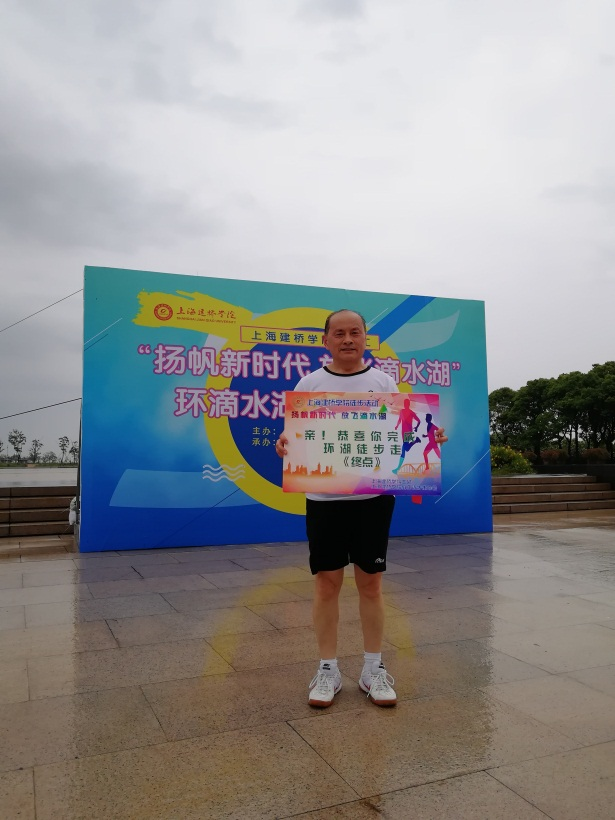 上海建桥学院
上海建桥学
“扬帆新时代 滴水湖”
环滴水湖
主办：
承办：
上海建桥学院徒步活动
扬帆新时代 放飞滴水湖
亲！恭喜你完成
环湖徒步走
《终点》